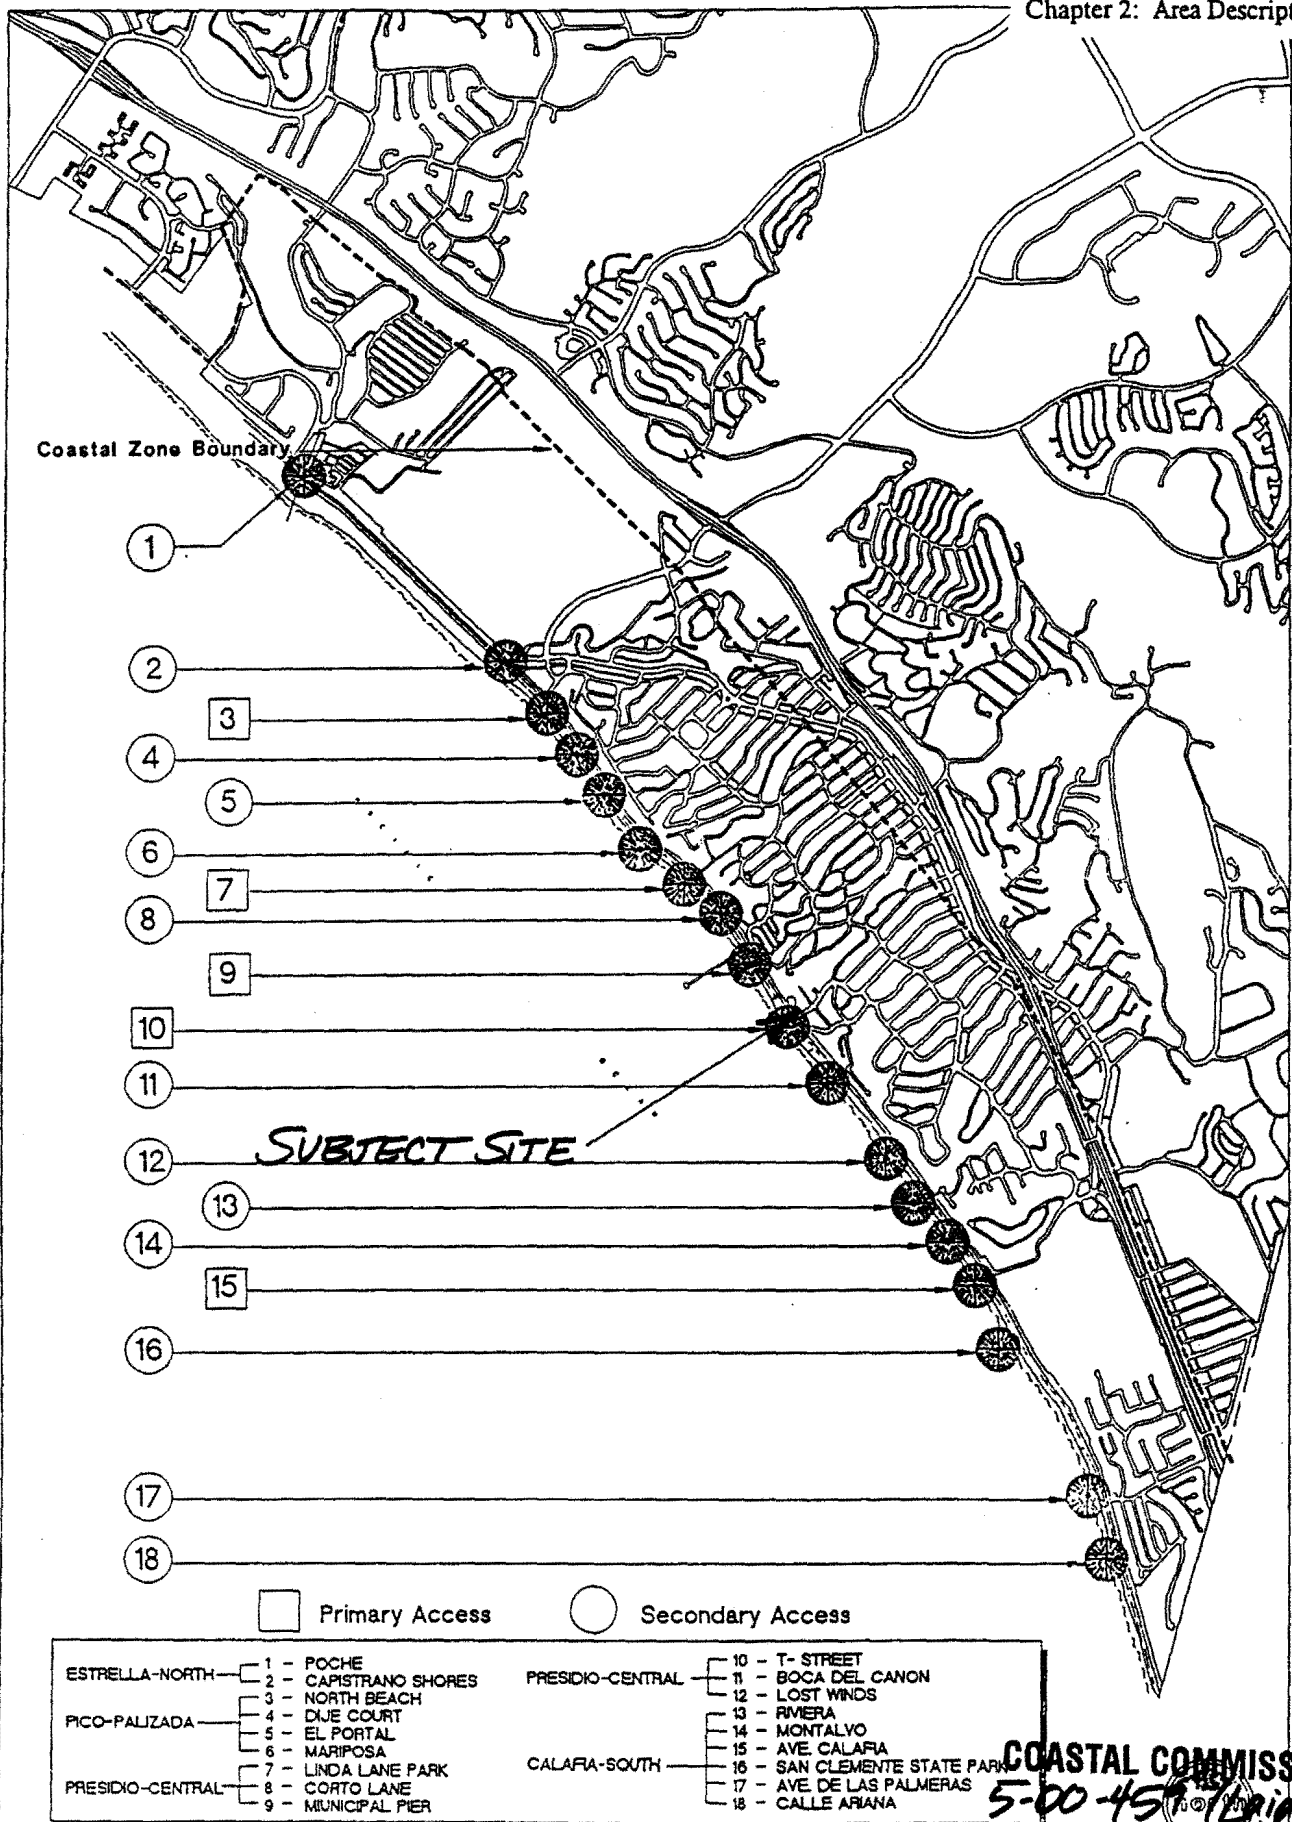 Chapter 2: Area Descript
Coastal Zone Boundary
1
2
3
4
5
6
7
8
9
10
11
SUBJECT SITE
12
13
14
15
16
17
18
Primary Access
Secondary Access
ESTRELLA-NORTH
1 - POCHE
2 - CAPISTRANO SHORES
PICO-PALIZADA
3 - NORTH BEACH
4 - DIJE COURT
5 - EL PORTAL
6 - MARIPOSA
PRESIDIO-CENTRAL
7 - LINDA LANE PARK
8 - CORTO LANE
9 - MUNICIPAL PIER
PRESIDIO-CENTRAL
10 - T- STREET
11 - BOCA DEL CANON
12 - LOST WINDS
CALAFIA-SOUTH
13 - RIVIERA
14 - MONTALVO
15 - AVE. CALAFIA
16 - SAN CLEMENTE STATE PARK
17 - AVE. DE LAS PALMERAS
18 - CALLE ARIANA
COASTAL COMMISS
5-00-459